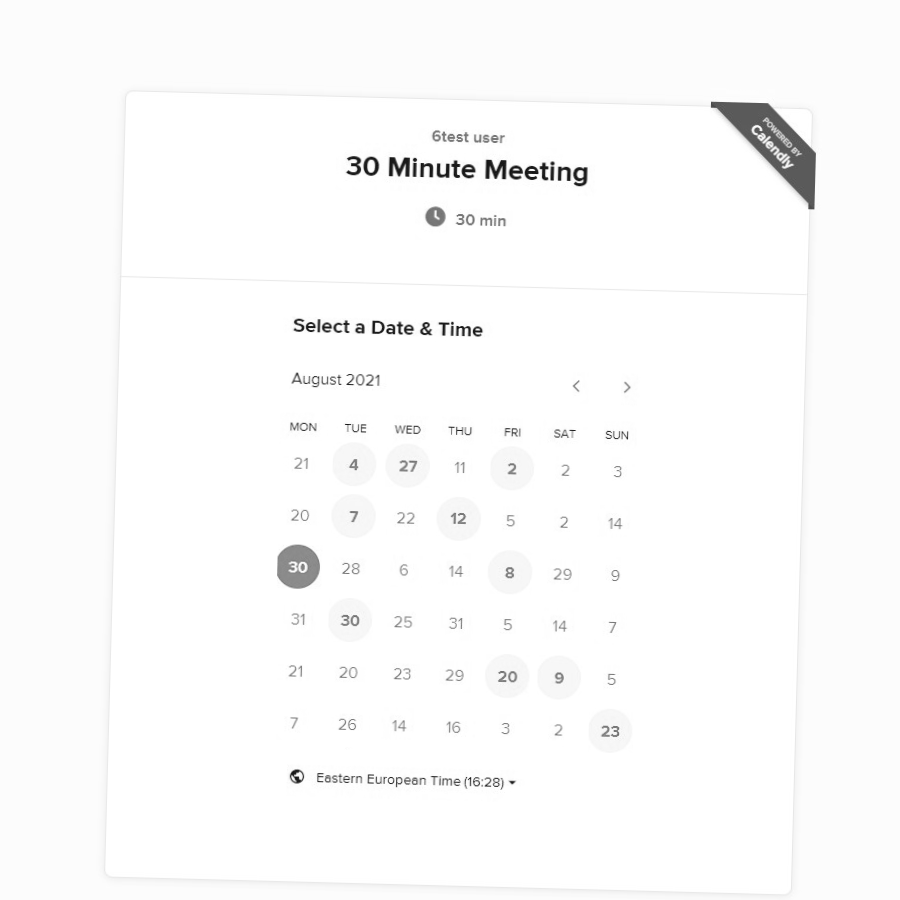 POWERED BY
Calendly
6test user
30 Minute Meeting
30 min
Select a Date & Time
August 2021
MON TUE WED THU FRI SAT SUN
21 4 27 11 2 2 3
20 7 22 12 5 2 14
30 28 6 14 8 29 9
31 30 25 31 5 14 7
21 20 23 29 20 9 5
7 26 14 16 3 2 23
Eastern European Time (16:28)